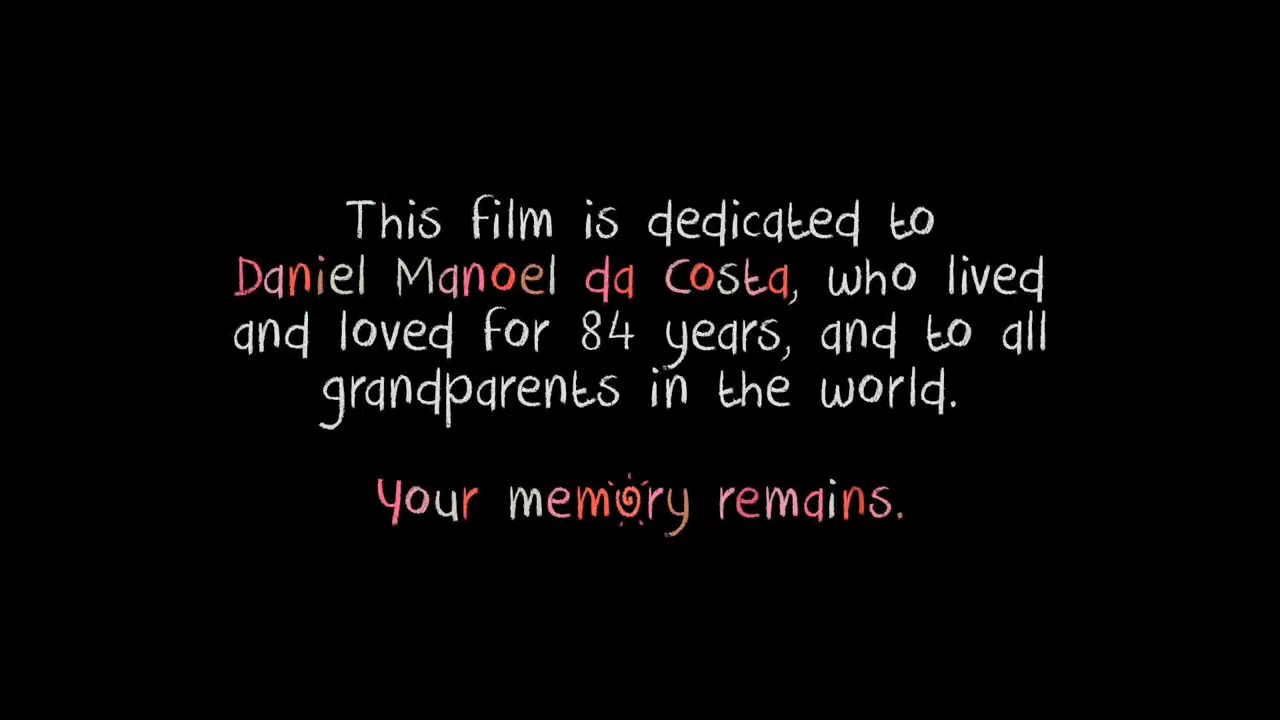 This film is dedicated to
Daniel Manoel da Costa, who lived
and loved for 84 years, and to all
grandparents in the world.
Your memory remains.